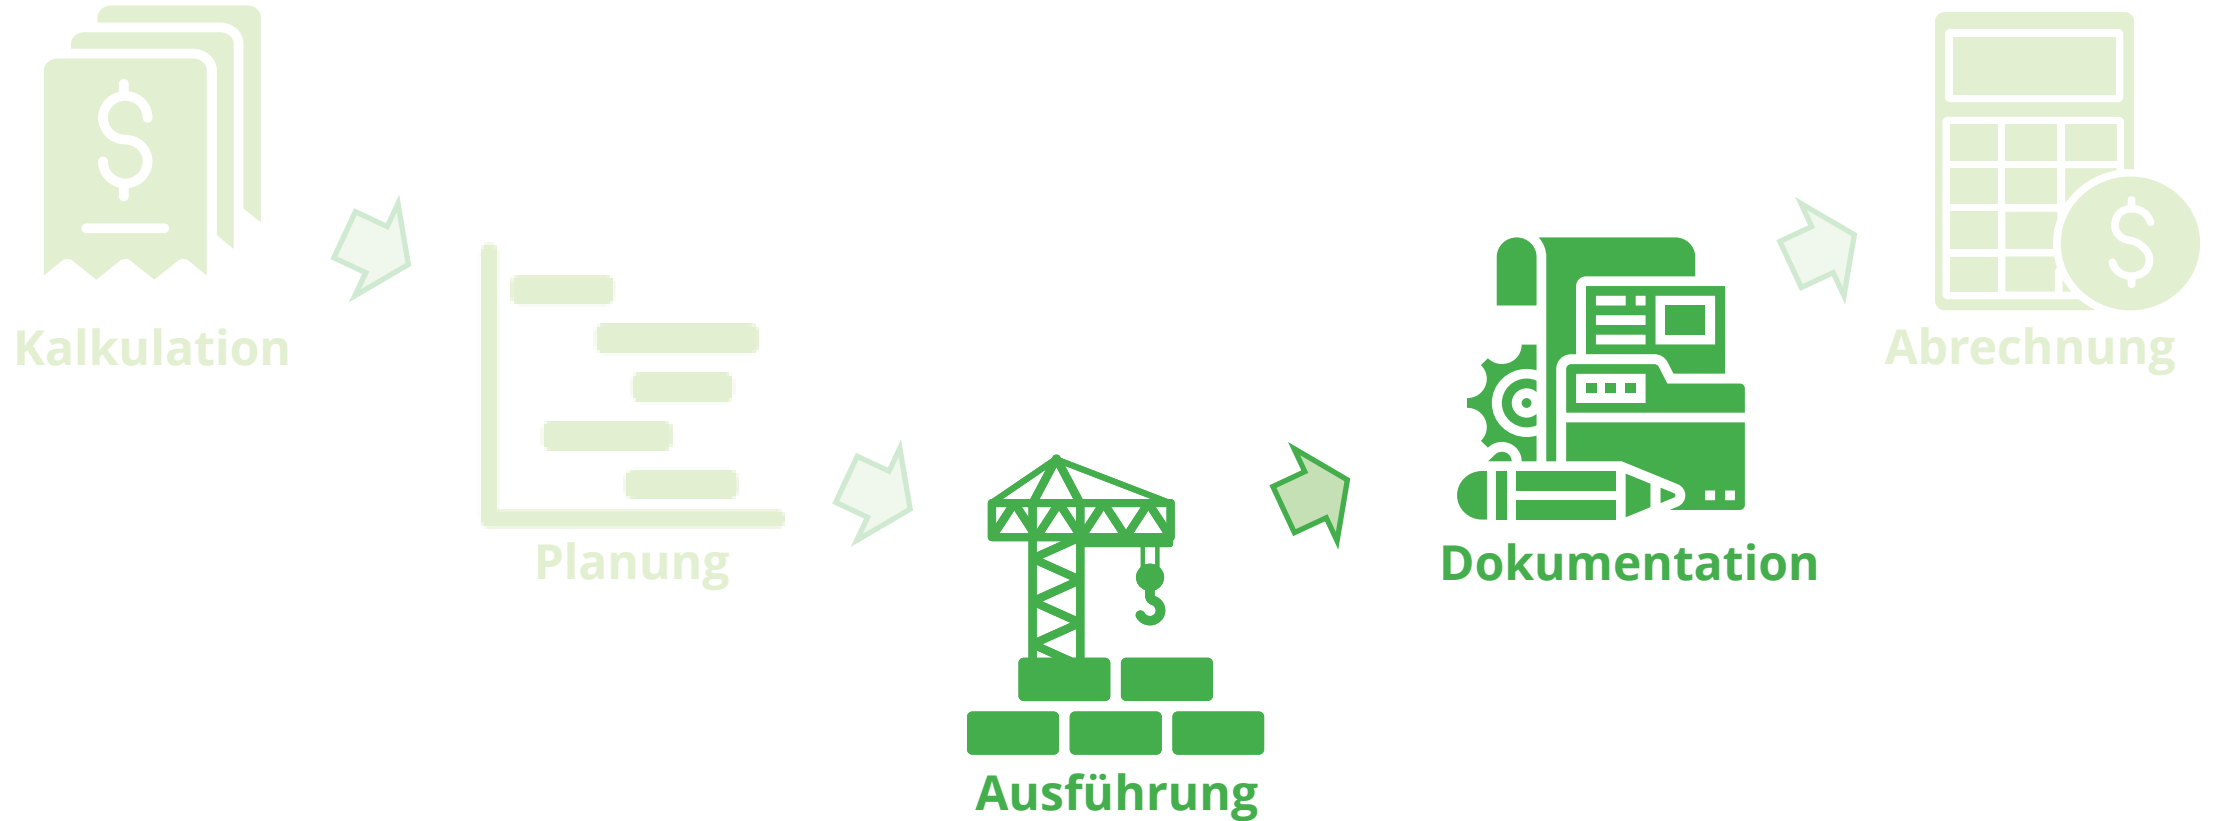 Kalkulation
Planung
Ausführung
Dokumentation
Abrechnung